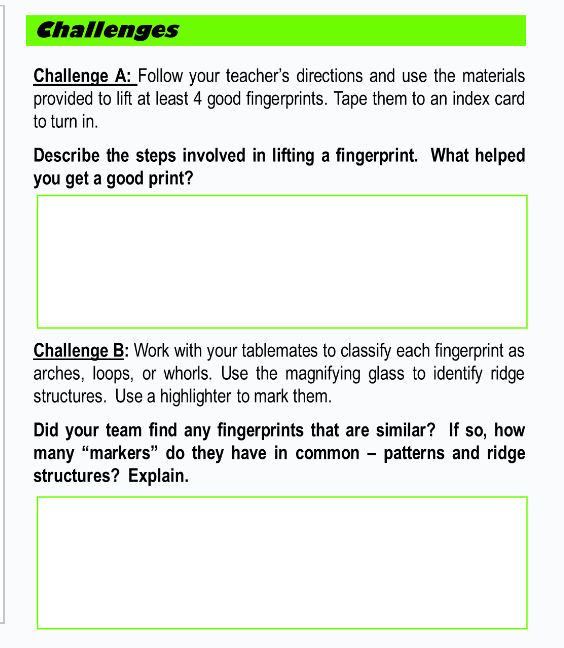 Challenges
Challenge A: Follow your teacher’s directions and use the materials
provided to lift at least 4 good fingerprints. Tape them to an index card
to turn in.
Describe the steps involved in lifting a fingerprint. What helped
you get a good print?
Challenge B: Work with your tablemates to classify each fingerprint as
arches, loops, or whorls. Use the magnifying glass to identify ridge
structures. Use a highlighter to mark them.
Did your team find any fingerprints that are similar? If so, how
many “markers” do they have in common – patterns and ridge
structures? Explain.